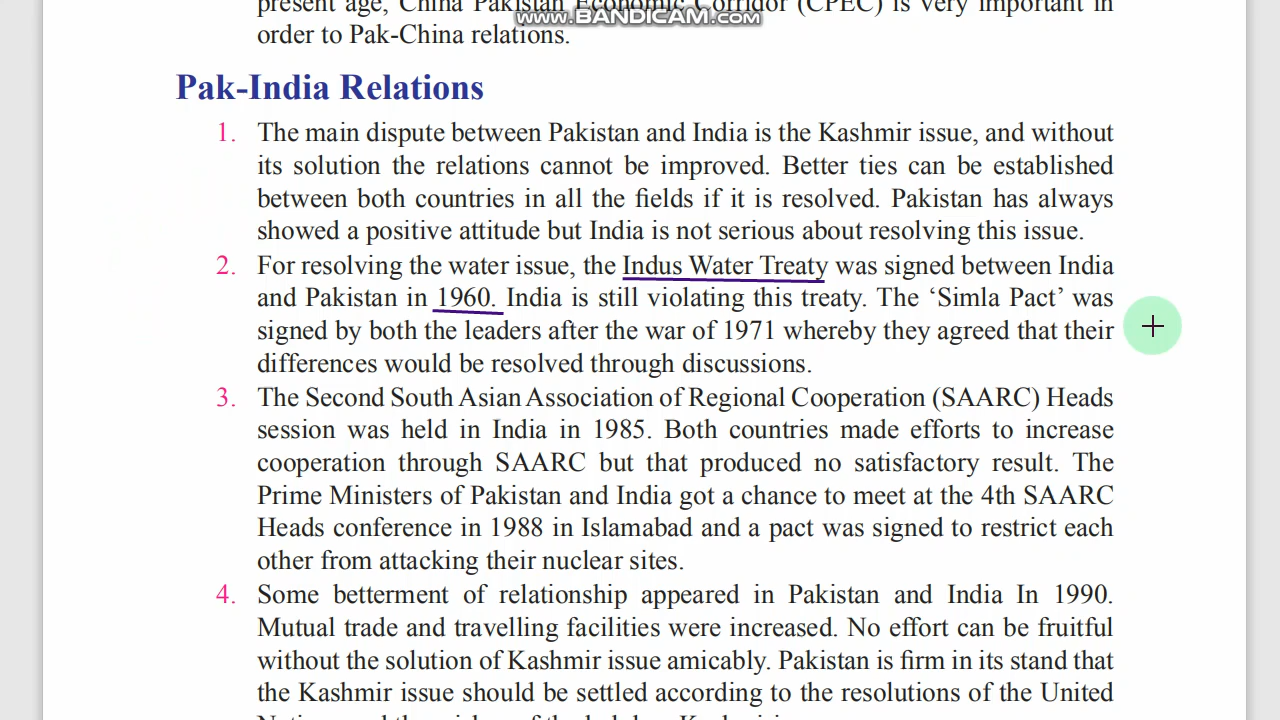 present age, China Pakistan Economic Corridor (CPEC) is very important in
www.BANDICAM.com
order to Pak-China relations.
Pak-India Relations
1. The main dispute between Pakistan and India is the Kashmir issue, and without
its solution the relations cannot be improved. Better ties can be established
between both countries in all the fields if it is resolved. Pakistan has always
showed a positive attitude but India is not serious about resolving this issue.
2. For resolving the water issue, the Indus Water Treaty was signed between India
and Pakistan in 1960. India is still violating this treaty. The ‘Simla Pact’ was
signed by both the leaders after the war of 1971 whereby they agreed that their
differences would be resolved through discussions.
3. The Second South Asian Association of Regional Cooperation (SAARC) Heads
session was held in India in 1985. Both countries made efforts to increase
cooperation through SAARC but that produced no satisfactory result. The
Prime Ministers of Pakistan and India got a chance to meet at the 4th SAARC
Heads conference in 1988 in Islamabad and a pact was signed to restrict each
other from attacking their nuclear sites.
4. Some betterment of relationship appeared in Pakistan and India In 1990.
Mutual trade and travelling facilities were increased. No effort can be fruitful
without the solution of Kashmir issue amicably. Pakistan is firm in its stand that
the Kashmir issue should be settled according to the resolutions of the United